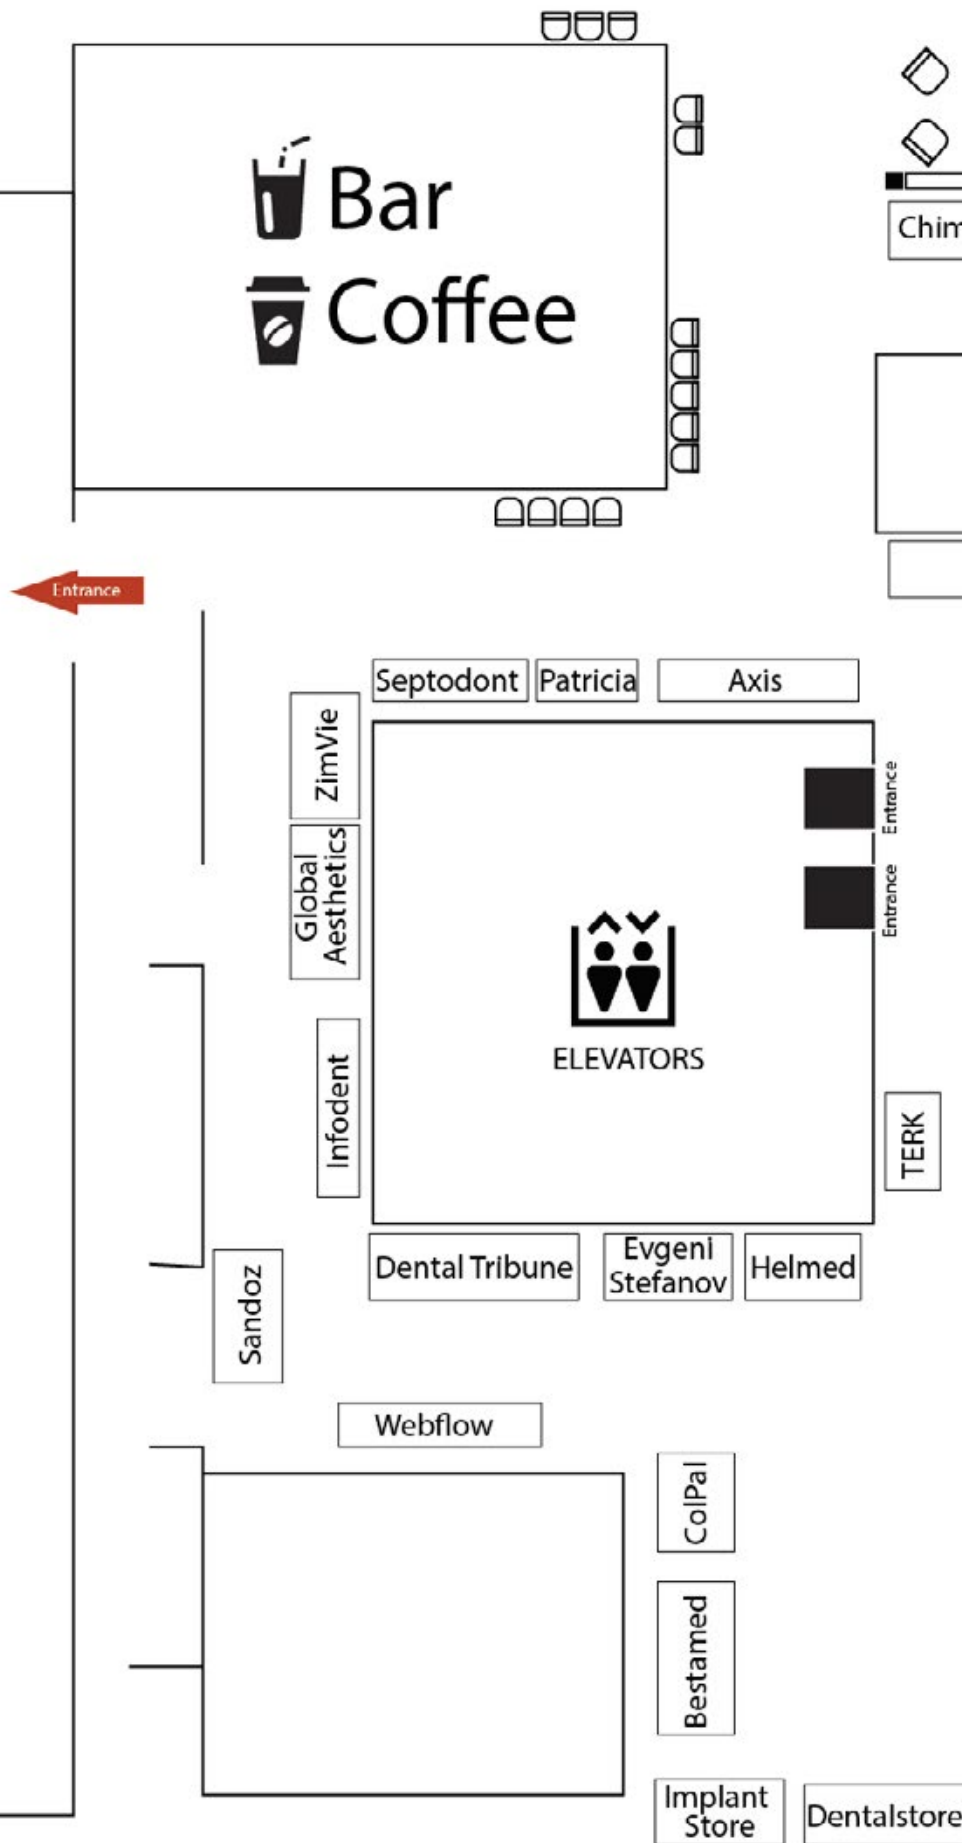 Bar
Coffee
Chim
Entrance
Septodont
Patricia
Axis
ZimVie
Entrance
Global
Aesthetics
Entrance
ELEVATORS
Infodent
TERK
Dental Tribune
Evgeni
Stefanov
Helmed
Sandoz
Webflow
ColPal
Bestamed
Implant
Store
Dentalstore